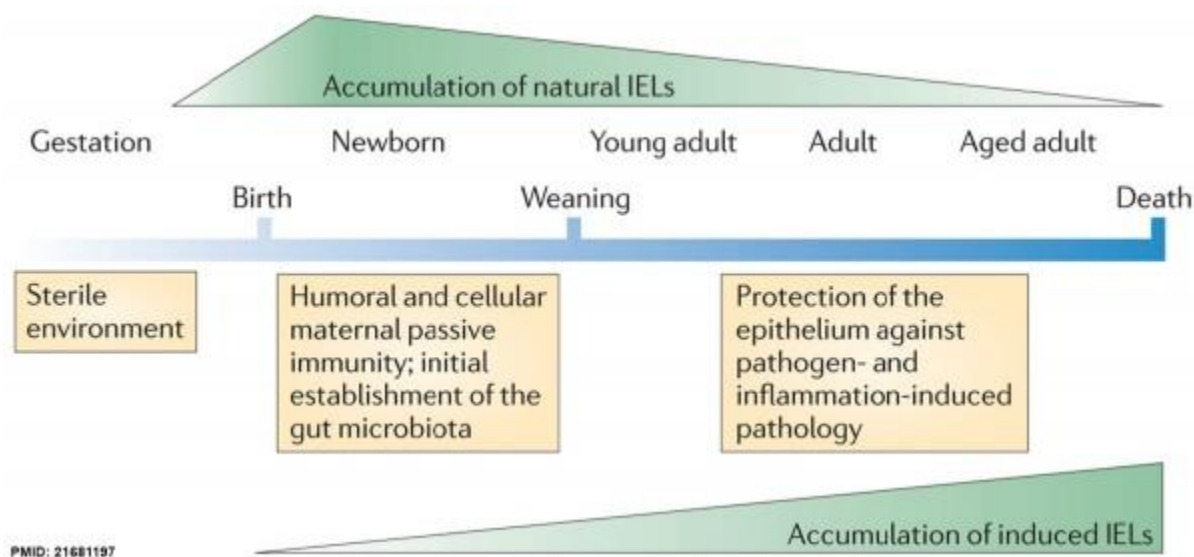 Accumulation of natural IELs
Gestation
Newborn
Young adult
Adult
Aged adult
Birth
Weaning
Death
Sterile
environment
Humoral and cellular
maternal passive
immunity; initial
establishment of the
gut microbiota
Protection of the
epithelium against
pathogen- and
inflammation-induced
pathology
Accumulation of induced IELs
PMID: 21681197